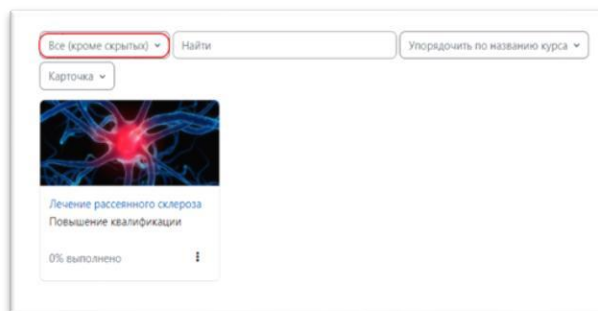 Все (кроме скрытых) Найти Упорядочить по названию курса
Карточка
Лечение рассеянного склероза
Повышение квалификации
0% выполнено